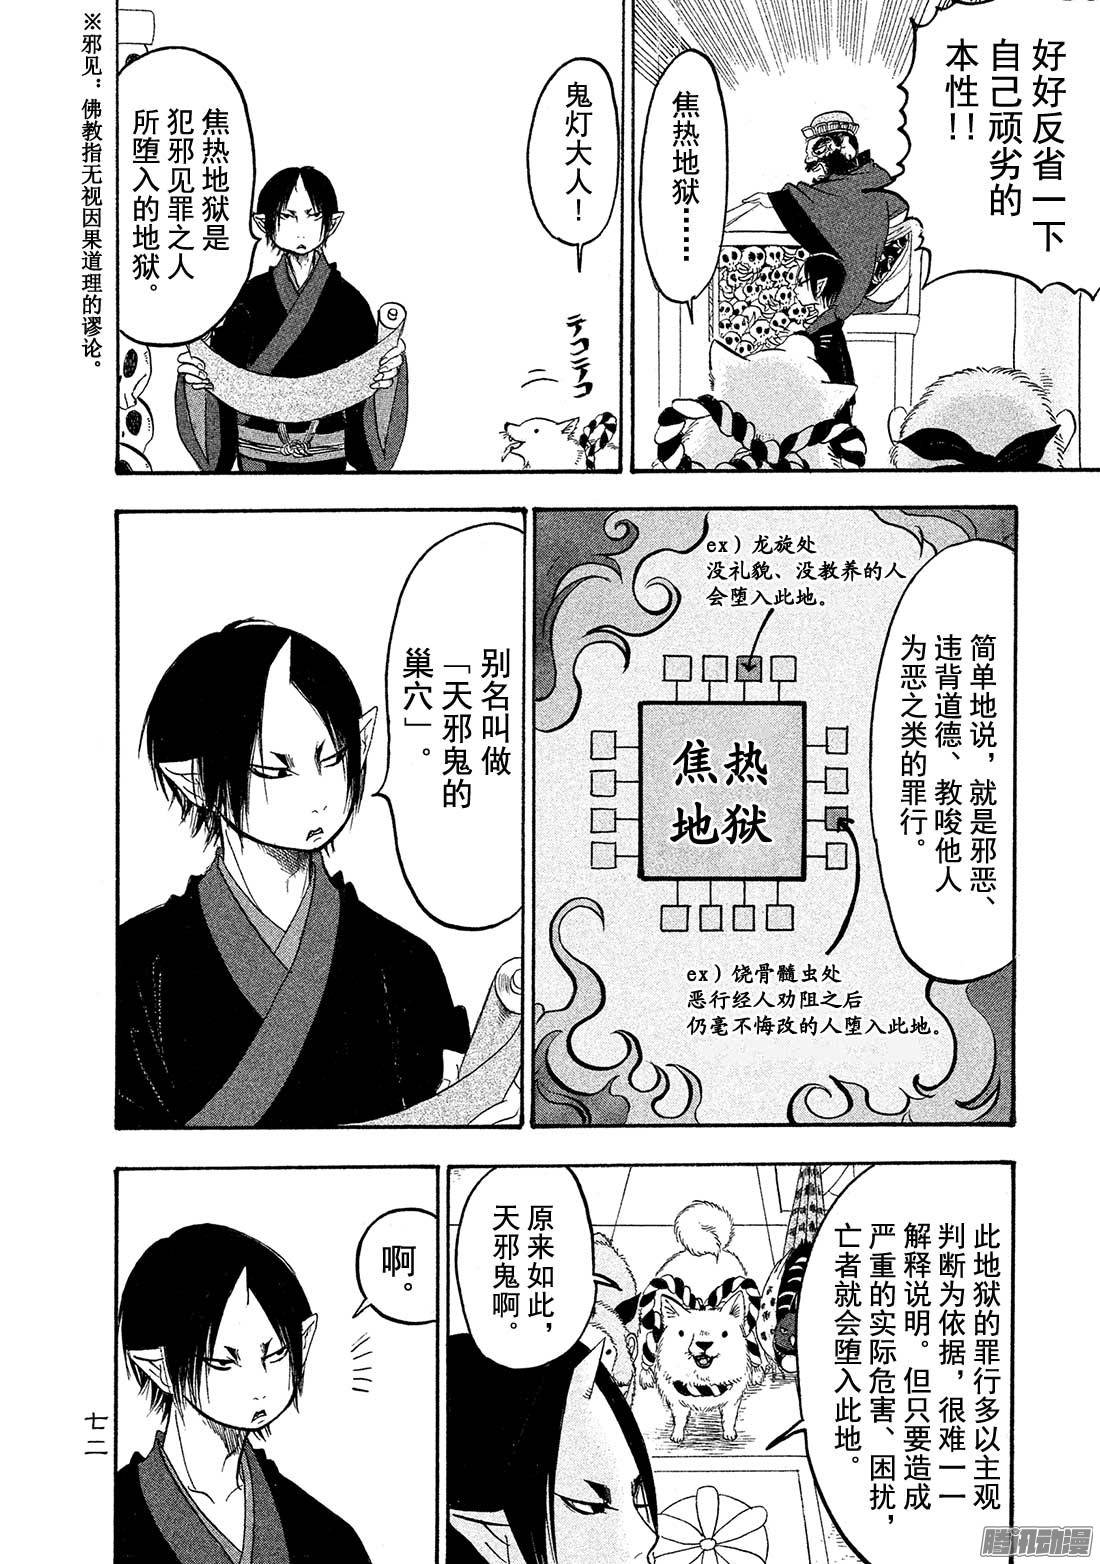 好好反省一下
自己顽劣的
本性!!
焦热地狱……
鬼灯大人！
テコテコ
焦热地狱是
犯邪见罪之人
所堕入的地狱。
※邪见：佛教指无视因果道理的谬论。
简单地说，就是邪恶、
违背道德、教唆他人
为恶之类的罪行。
ex）龙旋处
没礼貌、没教养的人
会堕入此地。
焦热
地狱
ex）饶骨髓虫处
恶行经人劝阻之后
仍毫不悔改的人堕入此地。
别名叫做
「天邪鬼的
巢穴」。
此地狱的罪行多以主观
判断为依据，很难一一
解释说明。但只要造成
严重的实际危害、困扰，
亡者就会堕入此地。
原来如此，
天邪鬼啊。
啊。
七二
腾讯动漫